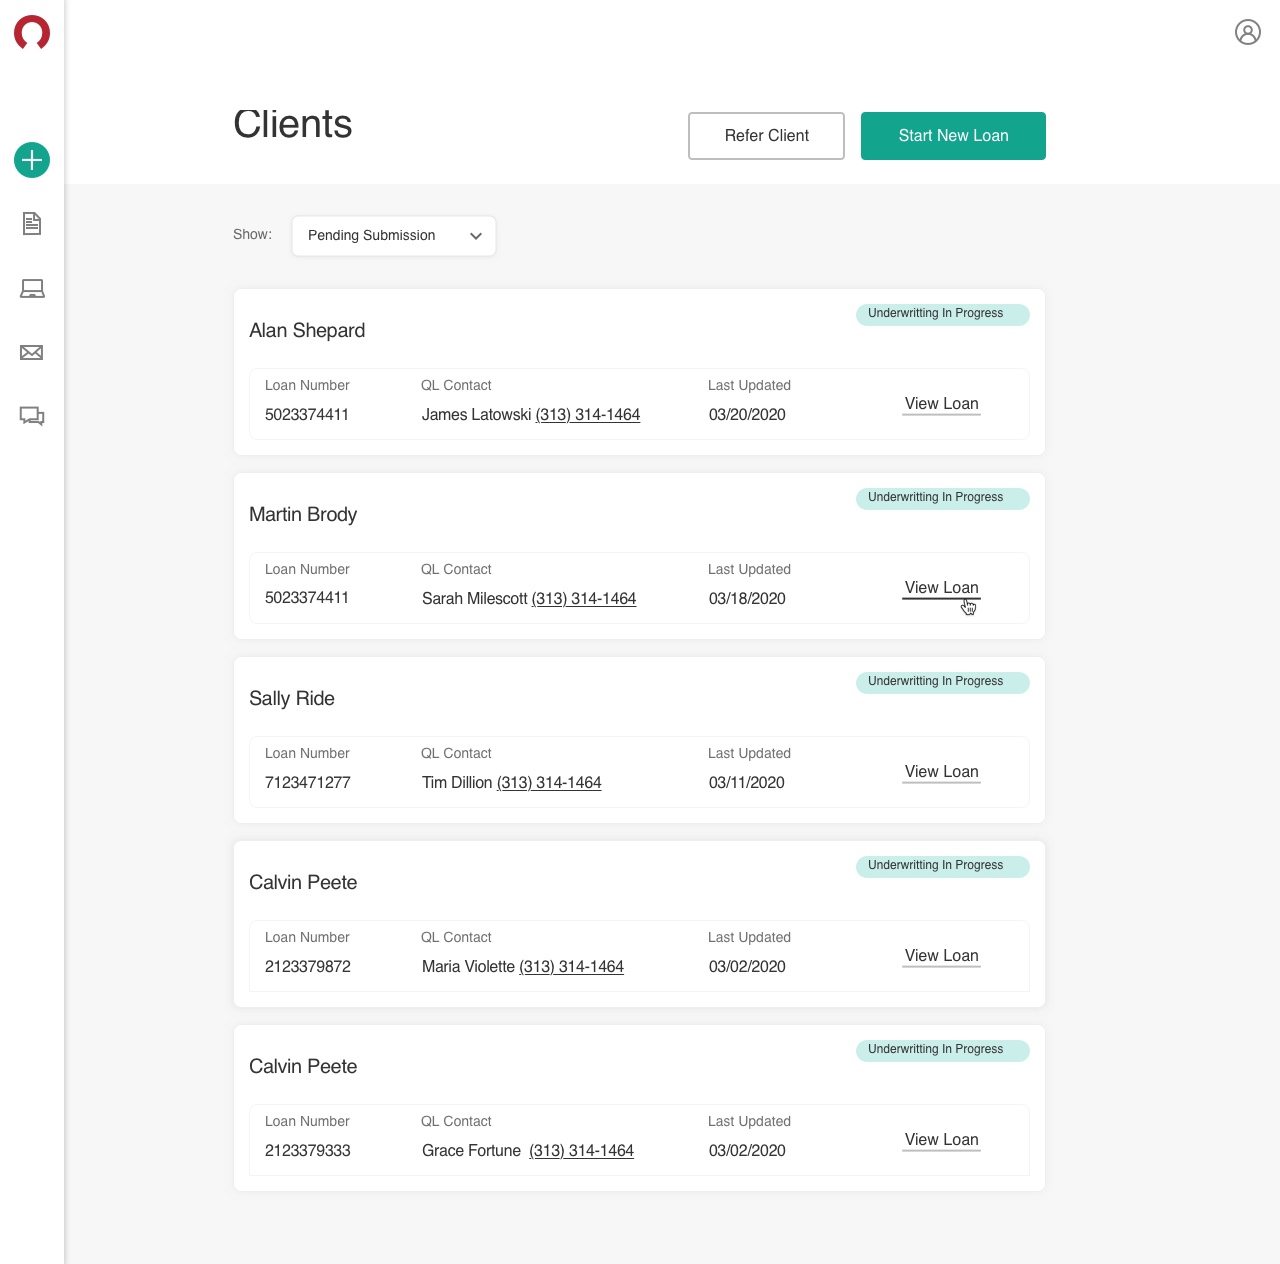 Clients
Refer Client
Start New Loan
Show:
Pending Submission
Underwritting In Progress
Alan Shepard
Loan Number QL Contact Last Updated
View Loan
5023374411 James Latowski (313) 314-1464 03/20/2020
Underwritting In Progress
Martin Brody
Loan Number QL Contact Last Updated
View Loan
5023374411 Sarah Milescott (313) 314-1464 03/18/2020
Underwritting In Progress
Sally Ride
Loan Number QL Contact Last Updated
View Loan
7123471277 Tim Dillion (313) 314-1464 03/11/2020
Underwritting In Progress
Calvin Peete
Loan Number QL Contact Last Updated
View Loan
2123379872 Maria Violette (313) 314-1464 03/02/2020
Underwritting In Progress
Calvin Peete
Loan Number QL Contact Last Updated
View Loan
2123379333 Grace Fortune (313) 314-1464 03/02/2020